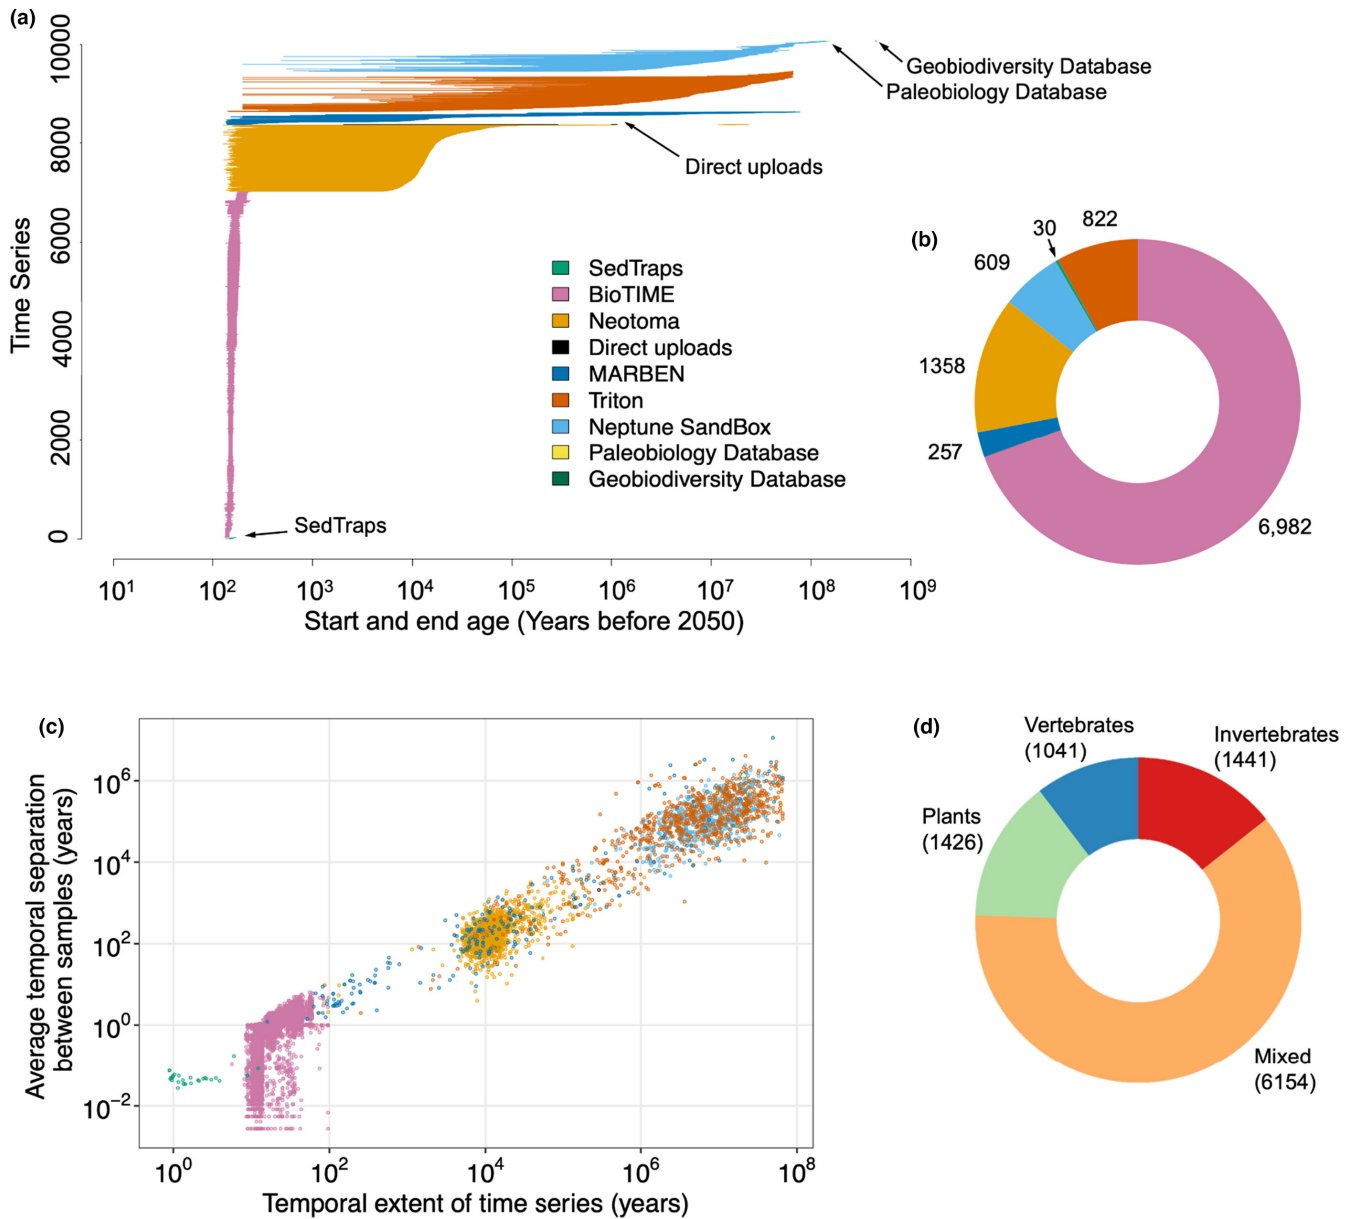 (a)
10000
8000
6000
4000
2000
0
Time Series
Geobiodiversity Database
Paleobiology Database
Direct uploads
SedTraps
BioTIME
Neotoma
Direct uploads
MARBEN
Triton
Neptune SandBox
Paleobiology Database
Geobiodiversity Database
SedTraps
10¹ 10² 10³ 10⁴ 10⁵ 10⁶ 10⁷ 10⁸ 10⁹
Start and end age (Years before 2050)
(b)
822
30
609
1358
257
6,982
(c)
10⁶
10⁴
10²
10⁰
10⁻²
Average temporal separation
between samples (years)
10⁰ 10² 10⁴ 10⁶ 10⁸
Temporal extent of time series (years)
(d)
Vertebrates
(1041)
Invertebrates
(1441)
Plants
(1426)
Mixed
(6154)